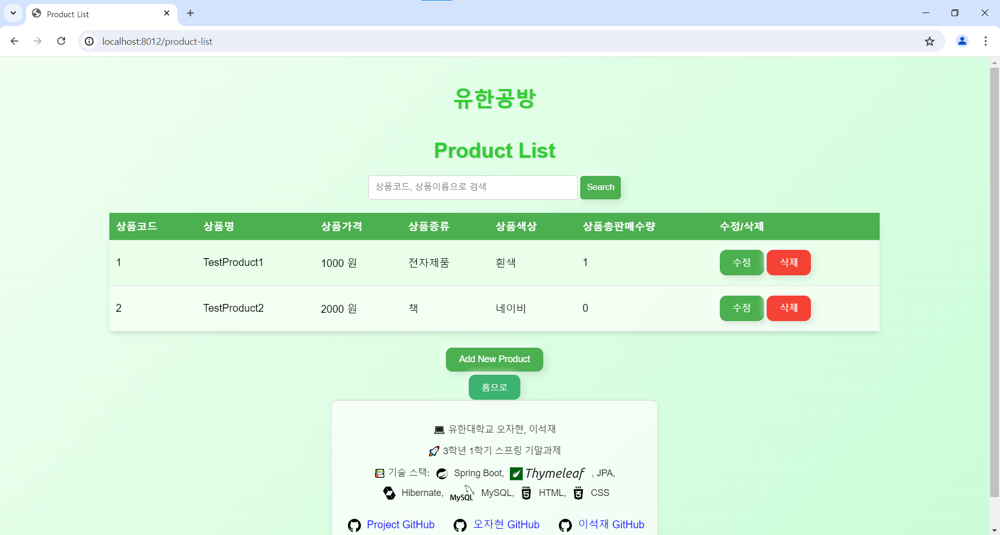 Product List
localhost:8012/product-list
유한공방
Product List
상품코드, 상품이름으로 검색 Search
상품코드 상품명 상품가격 상품종류 상품색상 상품총판매수량 수정/삭제
1 TestProduct1 1000 원 전자제품 흰색 1 수정 삭제
2 TestProduct2 2000 원 책 네이비 0 수정 삭제
Add New Product
홈으로
유한대학교 오자현, 이석재
3학년 1학기 스프링 기말과제
기술 스택: Spring Boot, Thymeleaf , JPA,
Hibernate, MySQL MySQL, HTML 5 HTML, CSS 3 CSS
Project GitHub 오자현 GitHub 이석재 GitHub